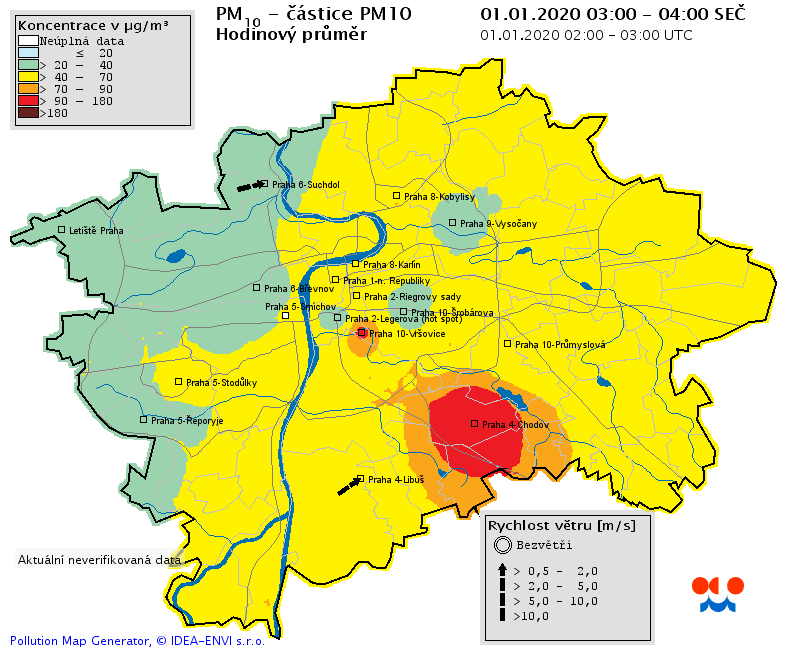 PM10 – částice PM10
Hodinový průměr
01.01.2020 03:00 – 04:00 SEČ
01.01.2020 02:00 – 03:00 UTC
Koncentrace v µg/m³
Neúplná data
≤ 20
> 20 – 40
> 40 – 70
> 70 – 90
> 90 – 180
>180
Praha 6-Suchdol
Praha 8-Kobylisy
Praha 9-Vysočany
Letiště Praha
Praha 8-Karlín
Praha 1-n. Republiky
Praha 6-Břevnov
Praha 2-Riegrovy sady
Praha 5-Smíchov
Praha 10-Šrobárova
Praha 2-Legerova (hot spot)
Praha 10-Vršovice
Praha 10-Průmyslová
Praha 5-Stodůlky
Praha 5-Řeporyje
Praha 4-Chodov
Praha 4-Libuš
Rychlost větru [m/s]
Bezvětří
> 0,5 – 2,0
> 2,0 – 5,0
> 5,0 – 10,0
>10,0
Aktuální neverifikovaná data
Pollution Map Generator, © IDEA-ENVI s.r.o.